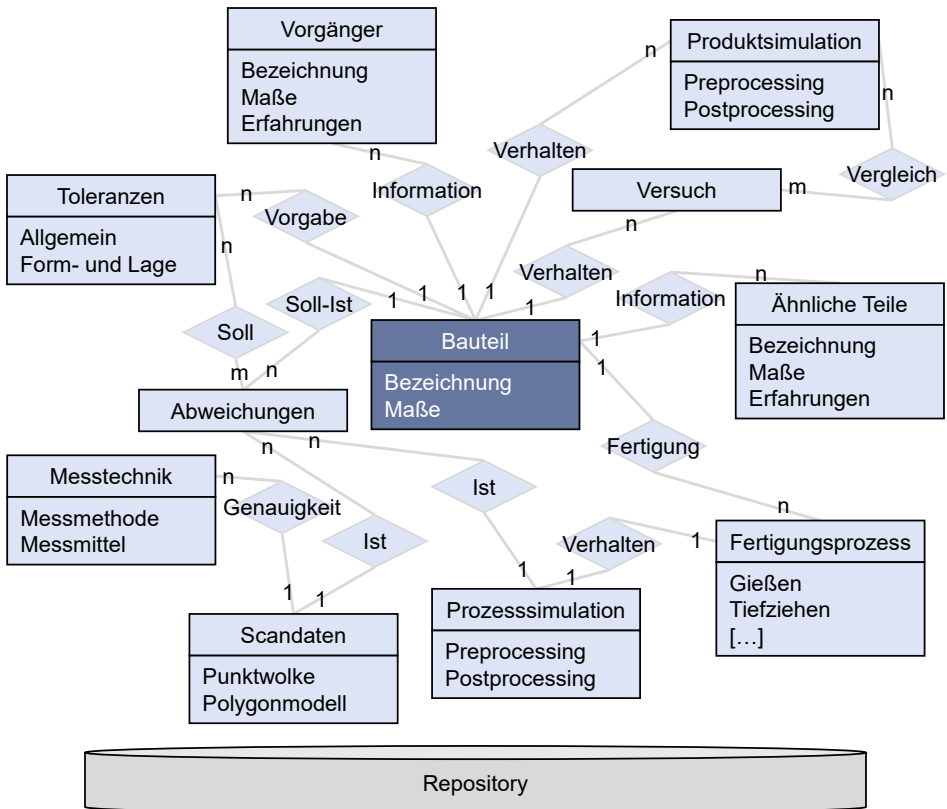 Vorgänger
Bezeichnung
Maße
Erfahrungen
Produktsimulation
Preprocessing
Postprocessing
n
n
n
Verhalten
Vergleich
Toleranzen
Allgemein
Form- und Lage
n
Vorgabe
Information
Versuch
m
n
n
Verhalten
Soll-Ist
1
1
1
1
1
Information
n
Soll
m
n
Ähnliche Teile
Bezeichnung
Maße
Erfahrungen
Bauteil
Bezeichnung
Maße
1
1
Abweichungen
n
n
Fertigung
n
Messtechnik
Messmethode
Messmittel
n
Genauigkeit
Ist
Ist
Verhalten
1
1
Fertigungsprozess
Gießen
Tiefziehen
[…]
1
1
1
Scandaten
Punktwolke
Polygonmodell
Prozesssimulation
Preprocessing
Postprocessing
Repository